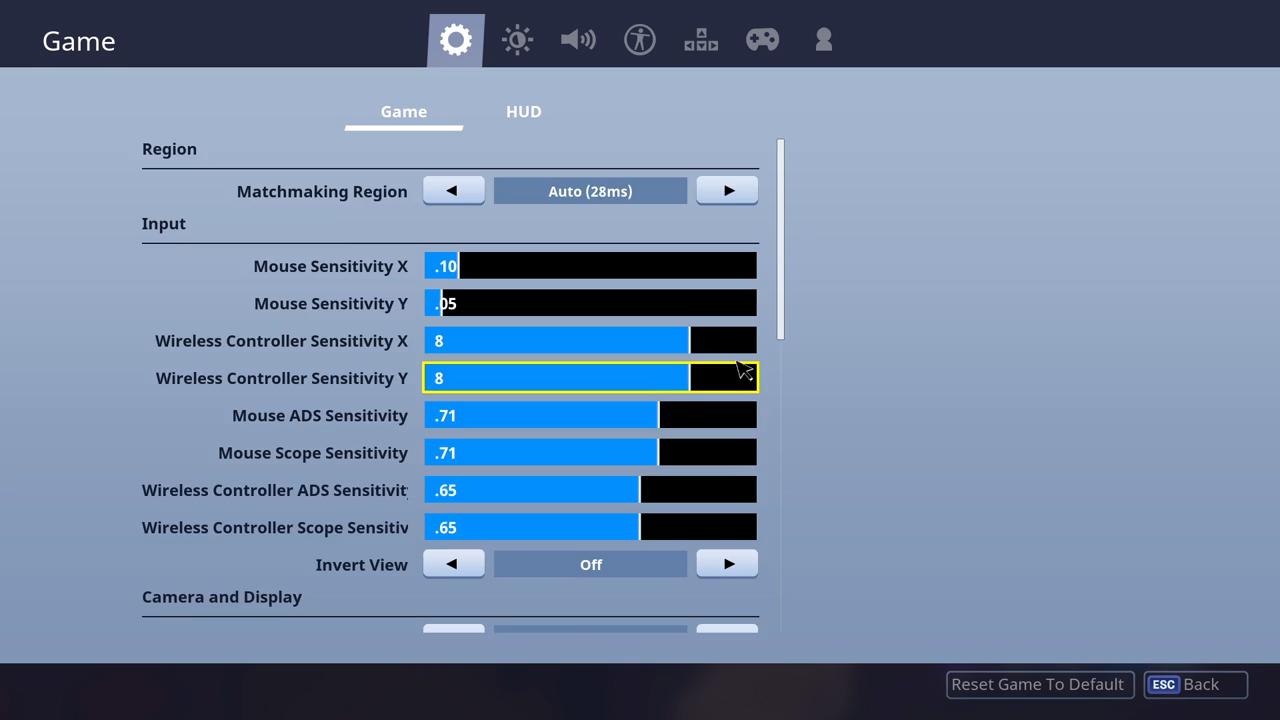 Game
Game HUD
Region
Matchmaking Region Auto (28ms)
Input
Mouse Sensitivity X .10
Mouse Sensitivity Y .05
Wireless Controller Sensitivity X 8
Wireless Controller Sensitivity Y 8
Mouse ADS Sensitivity .71
Mouse Scope Sensitivity .71
Wireless Controller ADS Sensitivit .65
Wireless Controller Scope Sensitiv .65
Invert View Off
Camera and Display
Reset Game To Default ESC Back